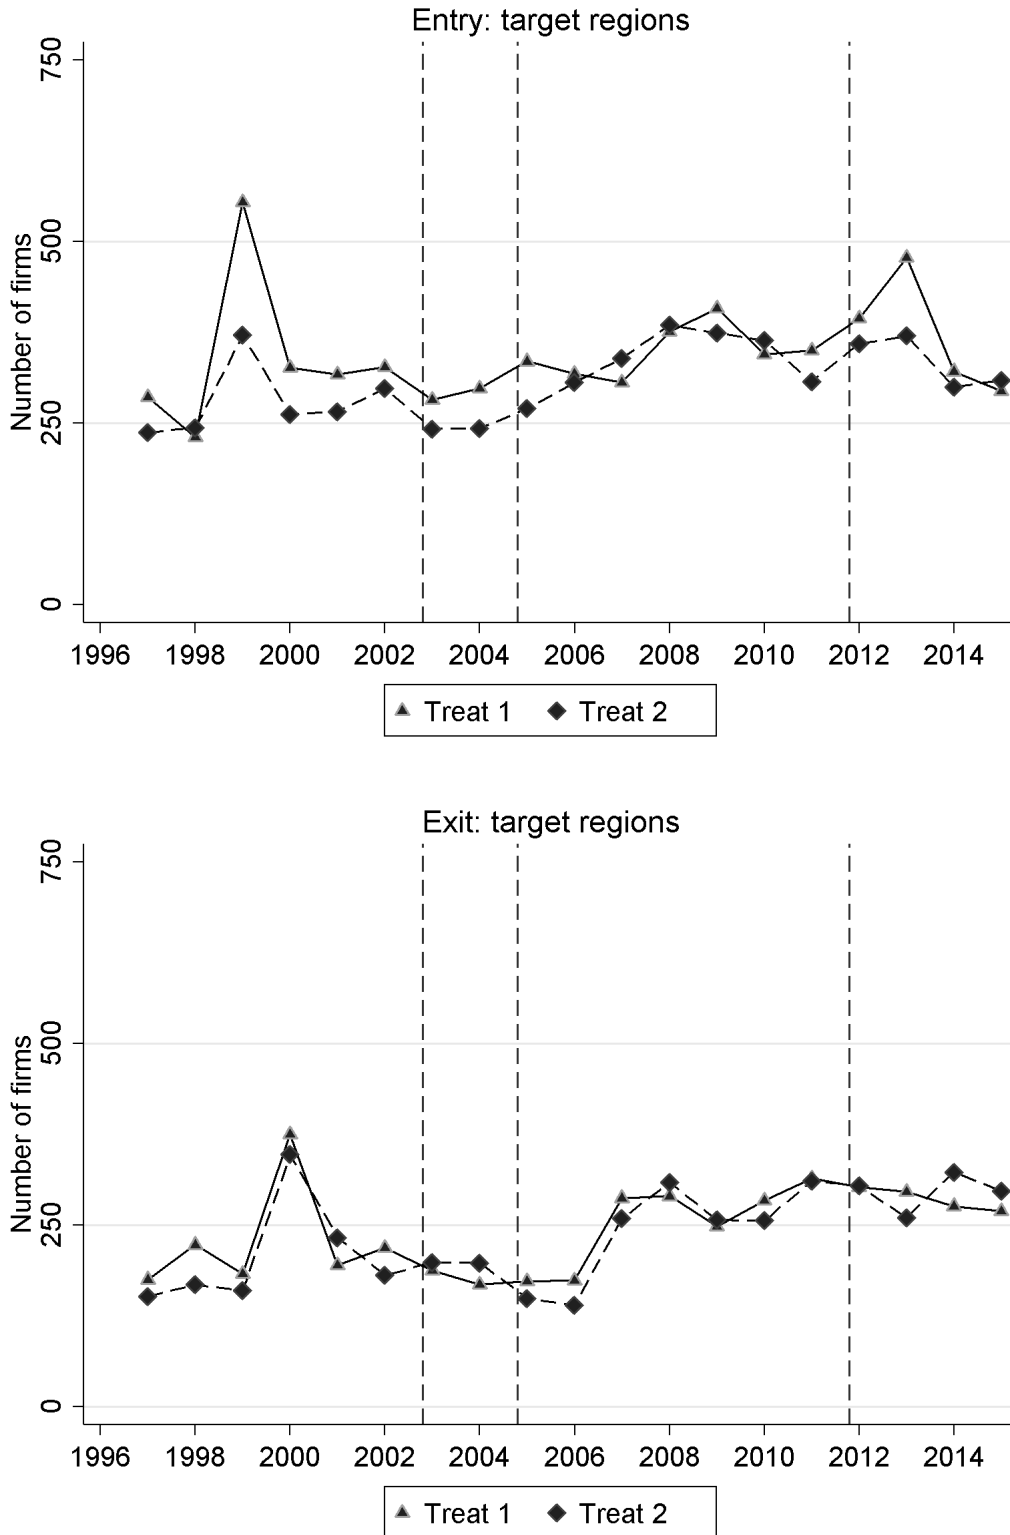 Entry: target regions
Number of firms
750
500
250
0
1996 1998 2000 2002 2004 2006 2008 2010 2012 2014
Treat 1 Treat 2
Exit: target regions
Number of firms
750
500
250
0
1996 1998 2000 2002 2004 2006 2008 2010 2012 2014
Treat 1 Treat 2